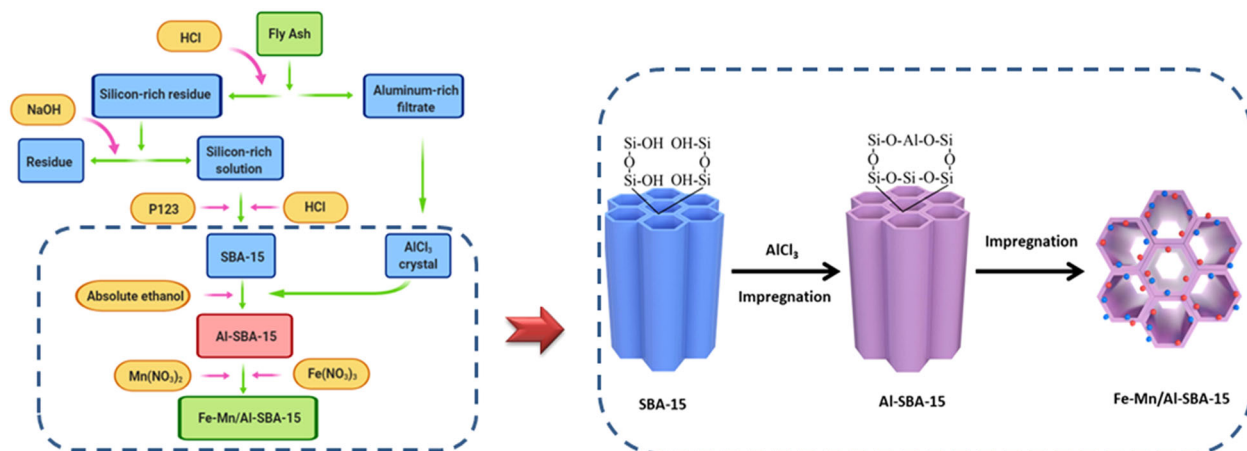 Fly Ash
HCl
Silicon-rich residue
Aluminum-rich
filtrate
NaOH
Residue
Silicon-rich
solution
P123
HCl
SBA-15
AlCl₃
crystal
Absolute ethanol
Al-SBA-15
Mn(NO₃)₂
Fe(NO₃)₃
Fe-Mn/Al-SBA-15
Si-OH OH-Si
O O
Si-OH OH-Si
SBA-15
AlCl₃
Impregnation
Si-O-Al-O-Si
O O
Si-O-Si-O-Si
Al-SBA-15
Impregnation
Fe-Mn/Al-SBA-15